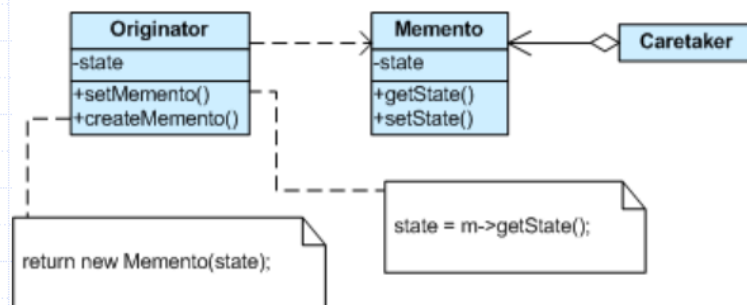 Originator
-state
+setMemento()
+createMemento()
Memento
-state
+getState()
+setState()
Caretaker
state = m->getState();
return new Memento(state);